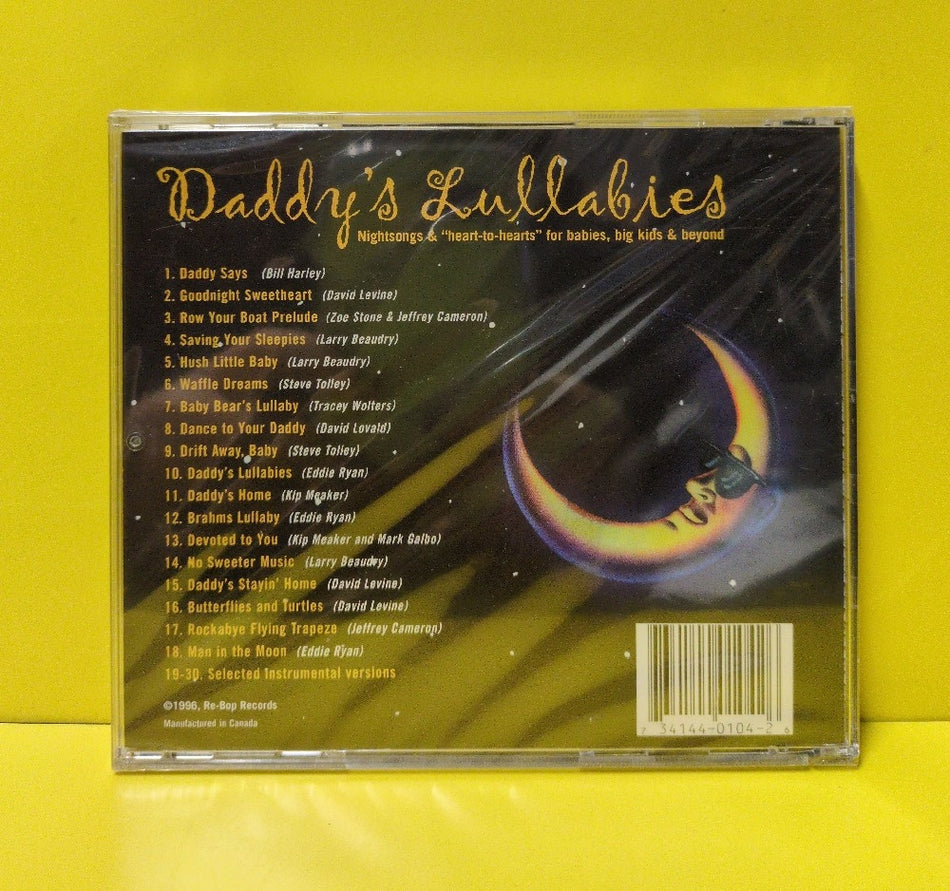 Daddy's Lullabies
Nightsongs & "heart-to-hearts" for babies, big kids & beyond
1. Daddy Says (Bill Harley)
2. Goodnight Sweetheart (David Levine)
3. Row Your Boat Prelude (Zoe Stone & Jeffrey Cameron)
4. Saving Your Sleepies (Larry Beaudry)
5. Hush Little Baby (Larry Beaudry)
6. Waffle Dreams (Steve Tolley)
7. Baby Bear's Lullaby (Tracey Wolters)
8. Dance to Your Daddy (David Lovald)
9. Drift Away, Baby (Steve Tolley)
10. Daddy's Lullabies (Eddie Ryan)
11. Daddy's Home (Kip Meaker)
12. Brahms Lullaby (Eddie Ryan)
13. Devoted to You (Kip Meaker and Mark Galbo)
14. No Sweeter Music (Larry Beaudry)
15. Daddy's Stayin' Home (David Levine)
16. Butterflies and Turtles (David Levine)
17. Rockabye Flying Trapeze (Jeffrey Cameron)
18. Man in the Moon (Eddie Ryan)
19-30. Selected Instrumental versions
©1996, Re-Bop Records
Manufactured in Canada
7 34144-0104-2 6